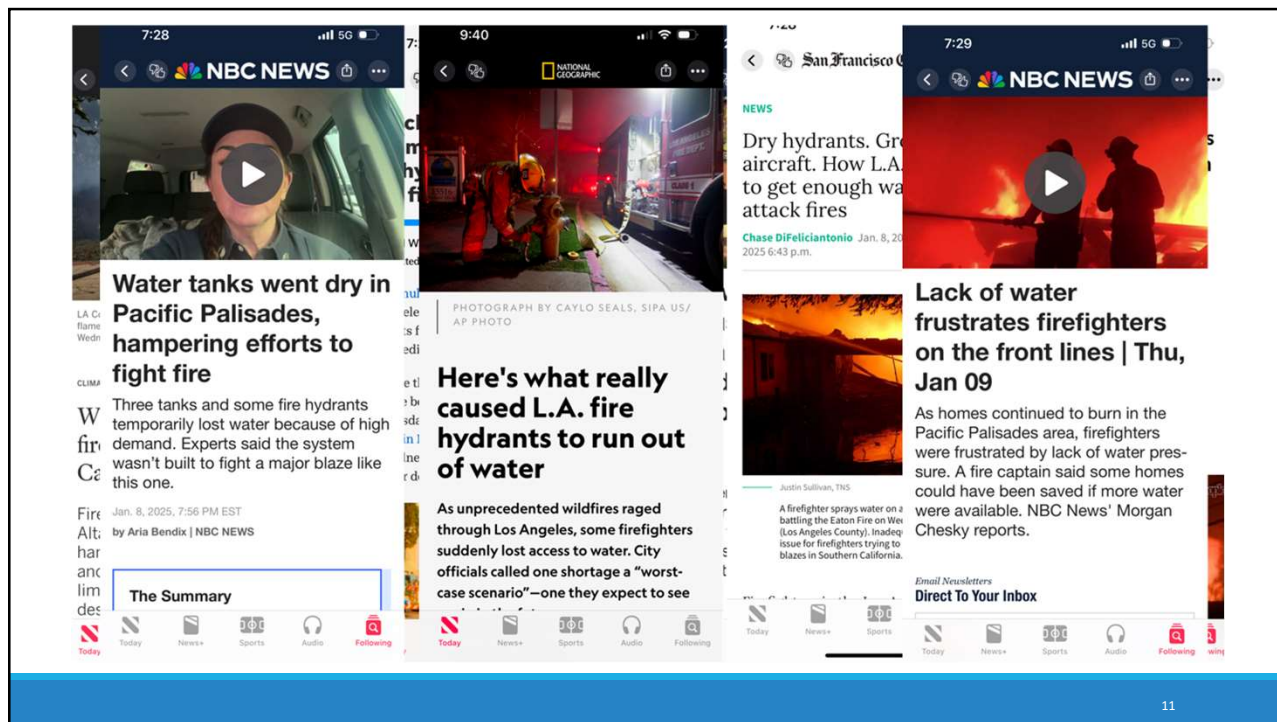 7:28
5G
NBC NEWS
Water tanks went dry in
Pacific Palisades,
hampering efforts to
fight fire
Three tanks and some fire hydrants
temporarily lost water because of high
demand. Experts said the system
wasn’t built to fight a major blaze like
this one.
Jan. 8, 2025, 7:56 PM EST
by Aria Bendix | NBC NEWS
The Summary
Today
News+
Sports
Audio
Following
9:40
NATIONAL
GEOGRAPHIC
LOS ANGELES
FIRE DEPT.
PHOTOGRAPH BY CAYLO SEALS, SIPA US/
AP PHOTO
Here's what really
caused L.A. fire
hydrants to run out
of water
As unprecedented wildfires raged
through Los Angeles, some firefighters
suddenly lost access to water. City
officials called one shortage a “worst-
case scenario”—one they expect to see
Today
News+
Sports
Audio
Following
San Francisco
NEWS
Dry hydrants.
aircraft. How L.A.
to get enough
attack fires
Chase DiFeliciantonio Jan. 8,
2025 6:43 p.m.
Justin Sullivan, TNS
A firefighter sprays water on a
battling the Eaton Fire on
(Los Angeles County).
issue for firefighters trying to
blazes in Southern California.
Today
News+
Sports
7:29
5G
NBC NEWS
Lack of water
frustrates firefighters
on the front lines | Thu,
Jan 09
As homes continued to burn in the
Pacific Palisades area, firefighters
were frustrated by lack of water pres-
sure. A fire captain said some homes
could have been saved if more water
were available. NBC News' Morgan
Chesky reports.
Email Newsletters
Direct To Your Inbox
Today
News+
Sports
Audio
Following
11